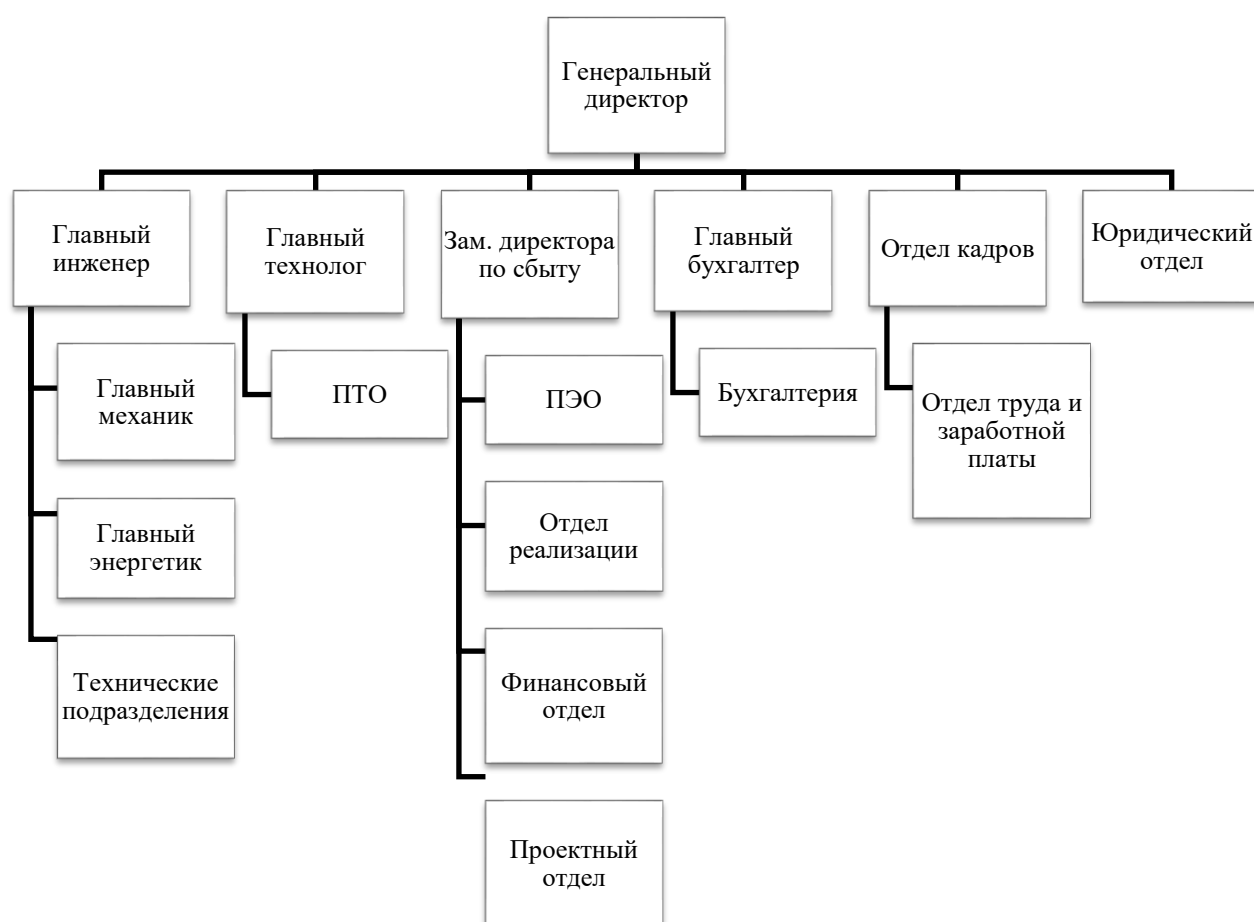 Генеральный
директор
Главный
инженер
Главный
технолог
Зам. директора
по сбыту
Главный
бухгалтер
Отдел кадров
Юридический
отдел
Главный
механик
ПТО
ПЭО
Бухгалтерия
Отдел труда и
заработной
платы
Главный
энергетик
Отдел
реализации
Технические
подразделения
Финансовый
отдел
Проектный
отдел